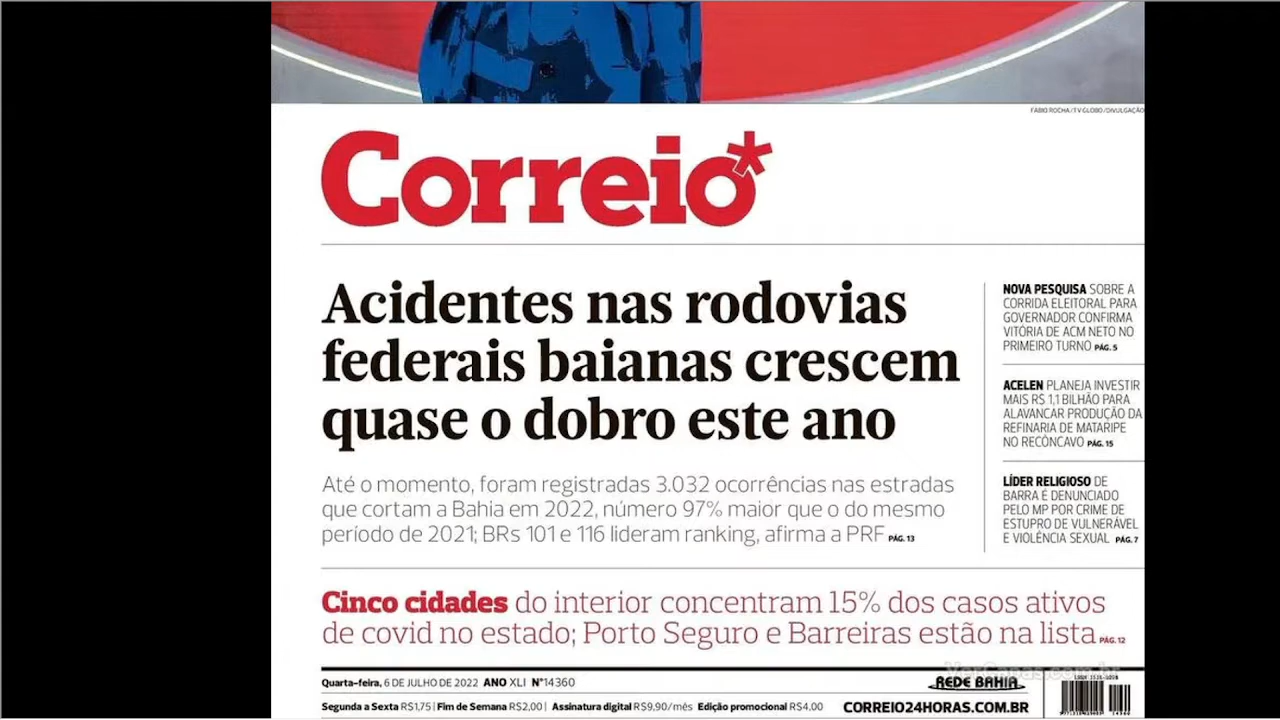 FÁBIO ROCHA/TV GLOBO/DIVULGAÇÃO
Correio*
Acidentes nas rodovias
federais baianas crescem
quase o dobro este ano
Até o momento, foram registradas 3.032 ocorrências nas estradas
que cortam a Bahia em 2022, número 97% maior que o do mesmo
período de 2021; BRs 101 e 116 lideram ranking, afirma a PRF PÁG. 13
NOVA PESQUISA SOBRE A
CORRIDA ELEITORAL PARA
GOVERNADOR CONFIRMA
VITÓRIA DE ACM NETO NO
PRIMEIRO TURNO PÁG. 5
ACELEN PLANEJA INVESTIR
MAIS R$ 1,1 BILHÃO PARA
ALAVANCAR PRODUÇÃO DA
REFINARIA DE MATARIPE
NO RECÔNCAVO PÁG. 15
LÍDER RELIGIOSO DE
BARRA É DENUNCIADO
PELO MP POR CRIME DE
ESTUPRO DE VULNERÁVEL
E VIOLÊNCIA SEXUAL PÁG. 7
Cinco cidades do interior concentram 15% dos casos ativos
de covid no estado; Porto Seguro e Barreiras estão na lista PÁG. 12
VerCapas.com.br
Quarta-feira, 6 DE JULHO DE 2022 ANO XLI N°14360
REDE BAHIA
Segunda a Sexta R$1,75 | Fim de Semana R$2,00 | Assinatura digital R$9,90/mês Edição promocional R$4,00
CORREIO24HORAS.COM.BR